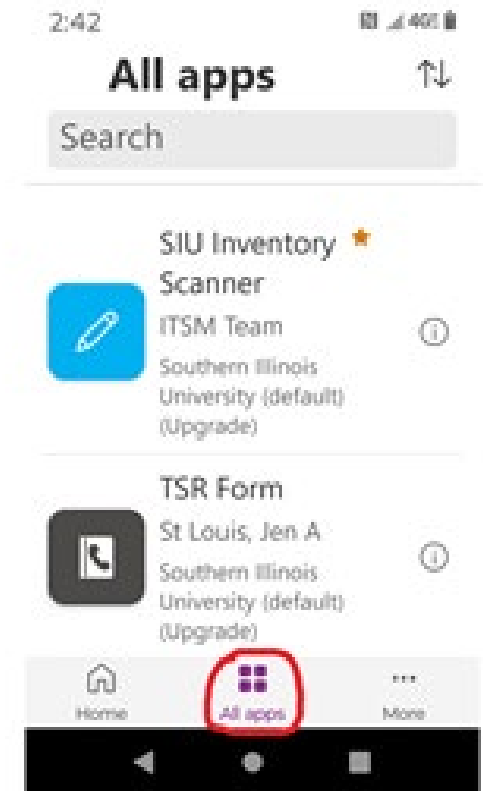 2:42
All apps
Search
SIU Inventory
Scanner
ITSM Team
Southern Illinois
University (default)
(Upgrade)
TSR Form
St Louis, Jen A
Southern Illinois
University (default)
(Upgrade)
Home
All apps
More